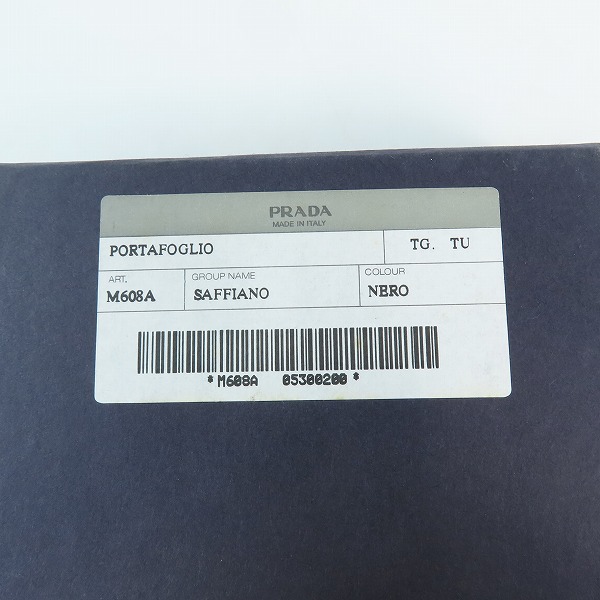 PRADA
MADE IN ITALY
PORTAFOGLIO TG. TU
ART. GROUP NAME COLOUR
M608A SAFFIANO NERO
*M608A 05300200*